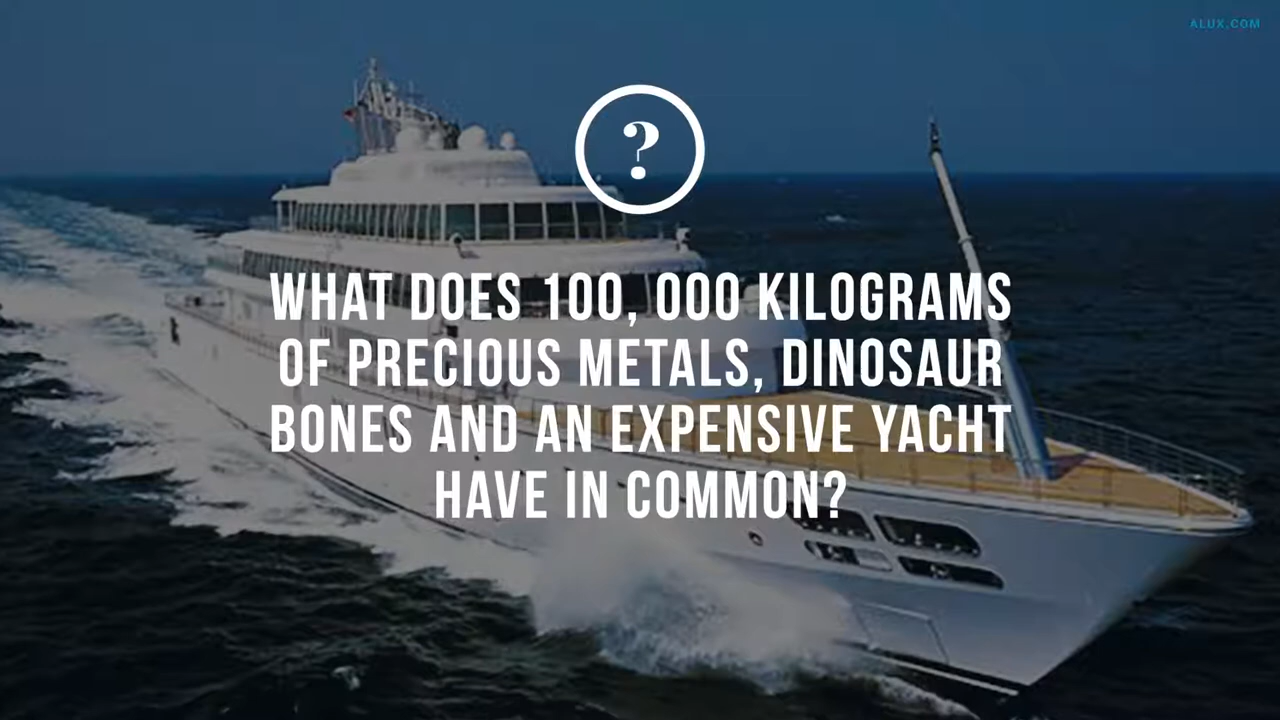 ALUX.COM
?
WHAT DOES 100, 000 KILOGRAMS
OF PRECIOUS METALS, DINOSAUR
BONES AND AN EXPENSIVE YACHT
HAVE IN COMMON?